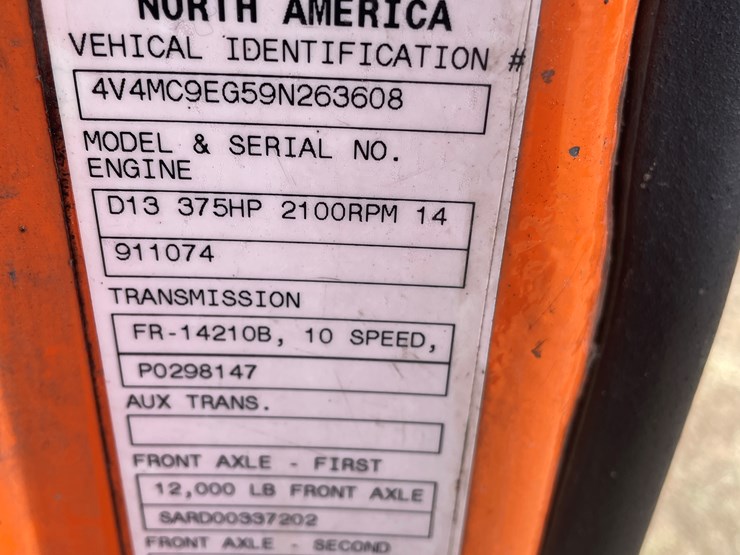 NORTH AMERICA
VEHICAL IDENTIFICATION #
4V4MC9EG59N263608
MODEL & SERIAL NO.
ENGINE
D13 375HP 2100RPM 14
911074
TRANSMISSION
FR-14210B, 10 SPEED,
P0298147
AUX TRANS.
FRONT AXLE - FIRST
12,000 LB FRONT AXLE
SARD00337202
FRONT AXLE - SECOND